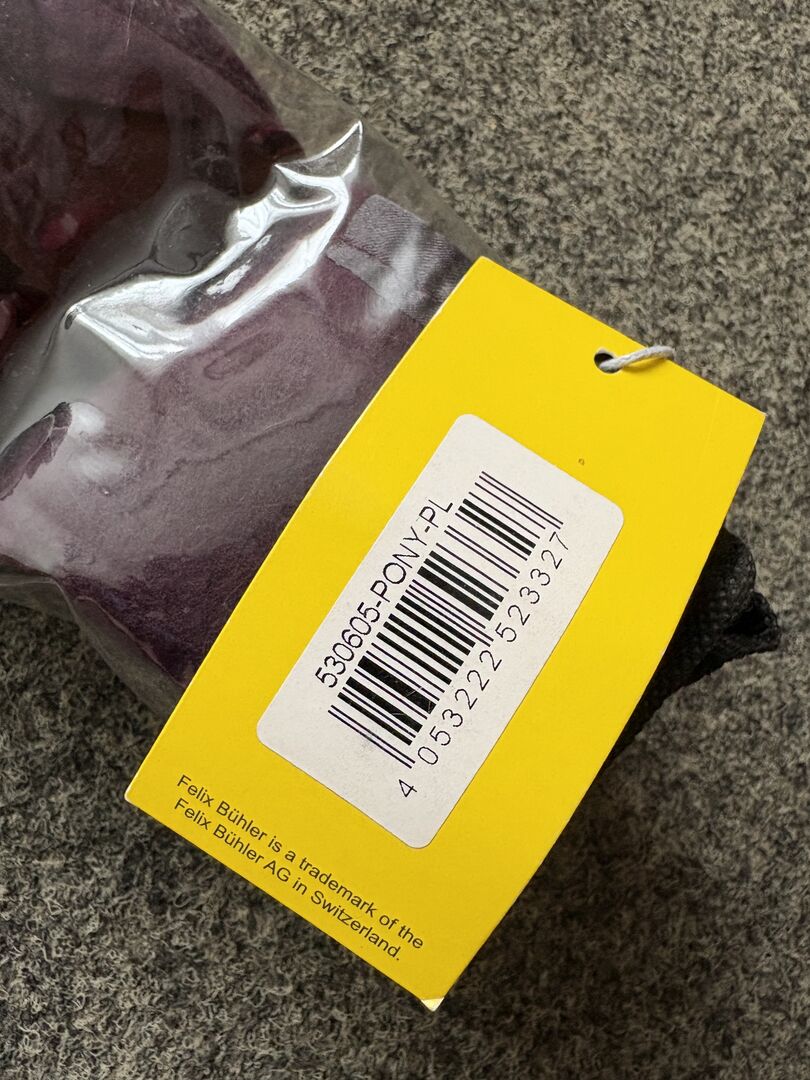 530605-PONY-PL
4 053222 523327
Felix Bühler is a trademark of the
Felix Bühler AG in Switzerland.